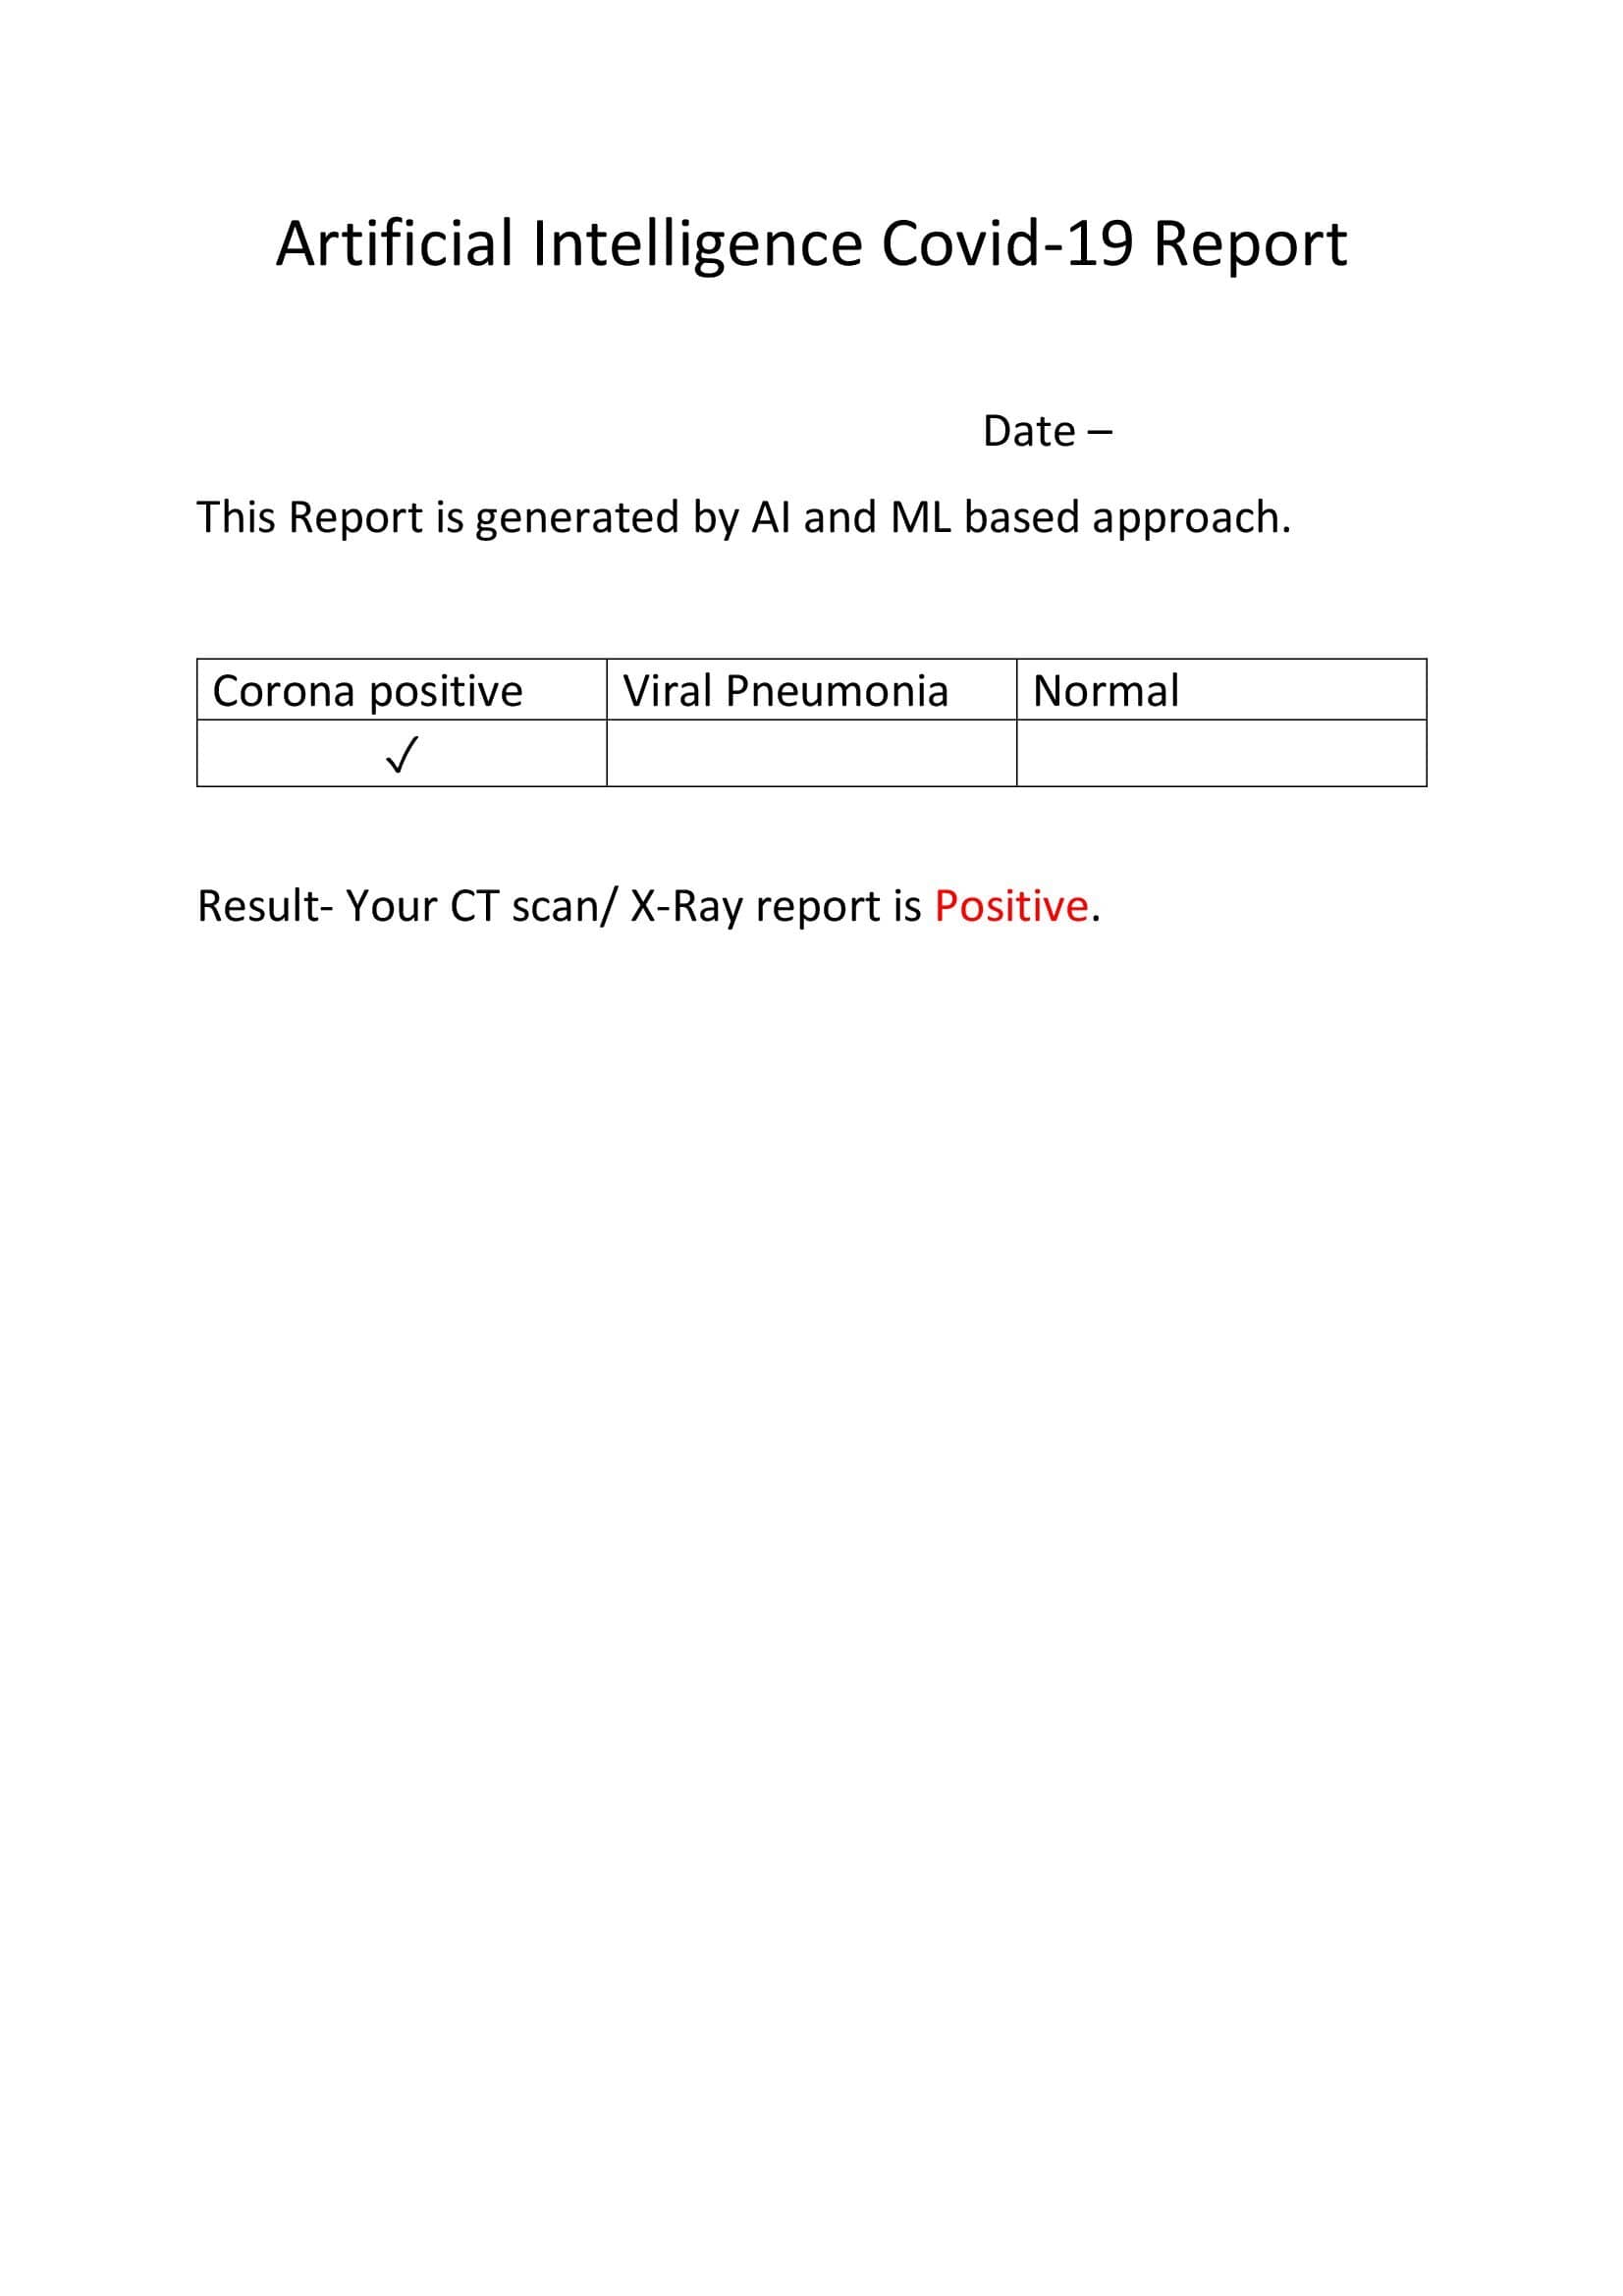 Artificial Intelligence Covid-19 Report
Date –
This Report is generated by AI and ML based approach.
Corona positive Viral Pneumonia Normal
✓
Result- Your CT scan/ X-Ray report is Positive.